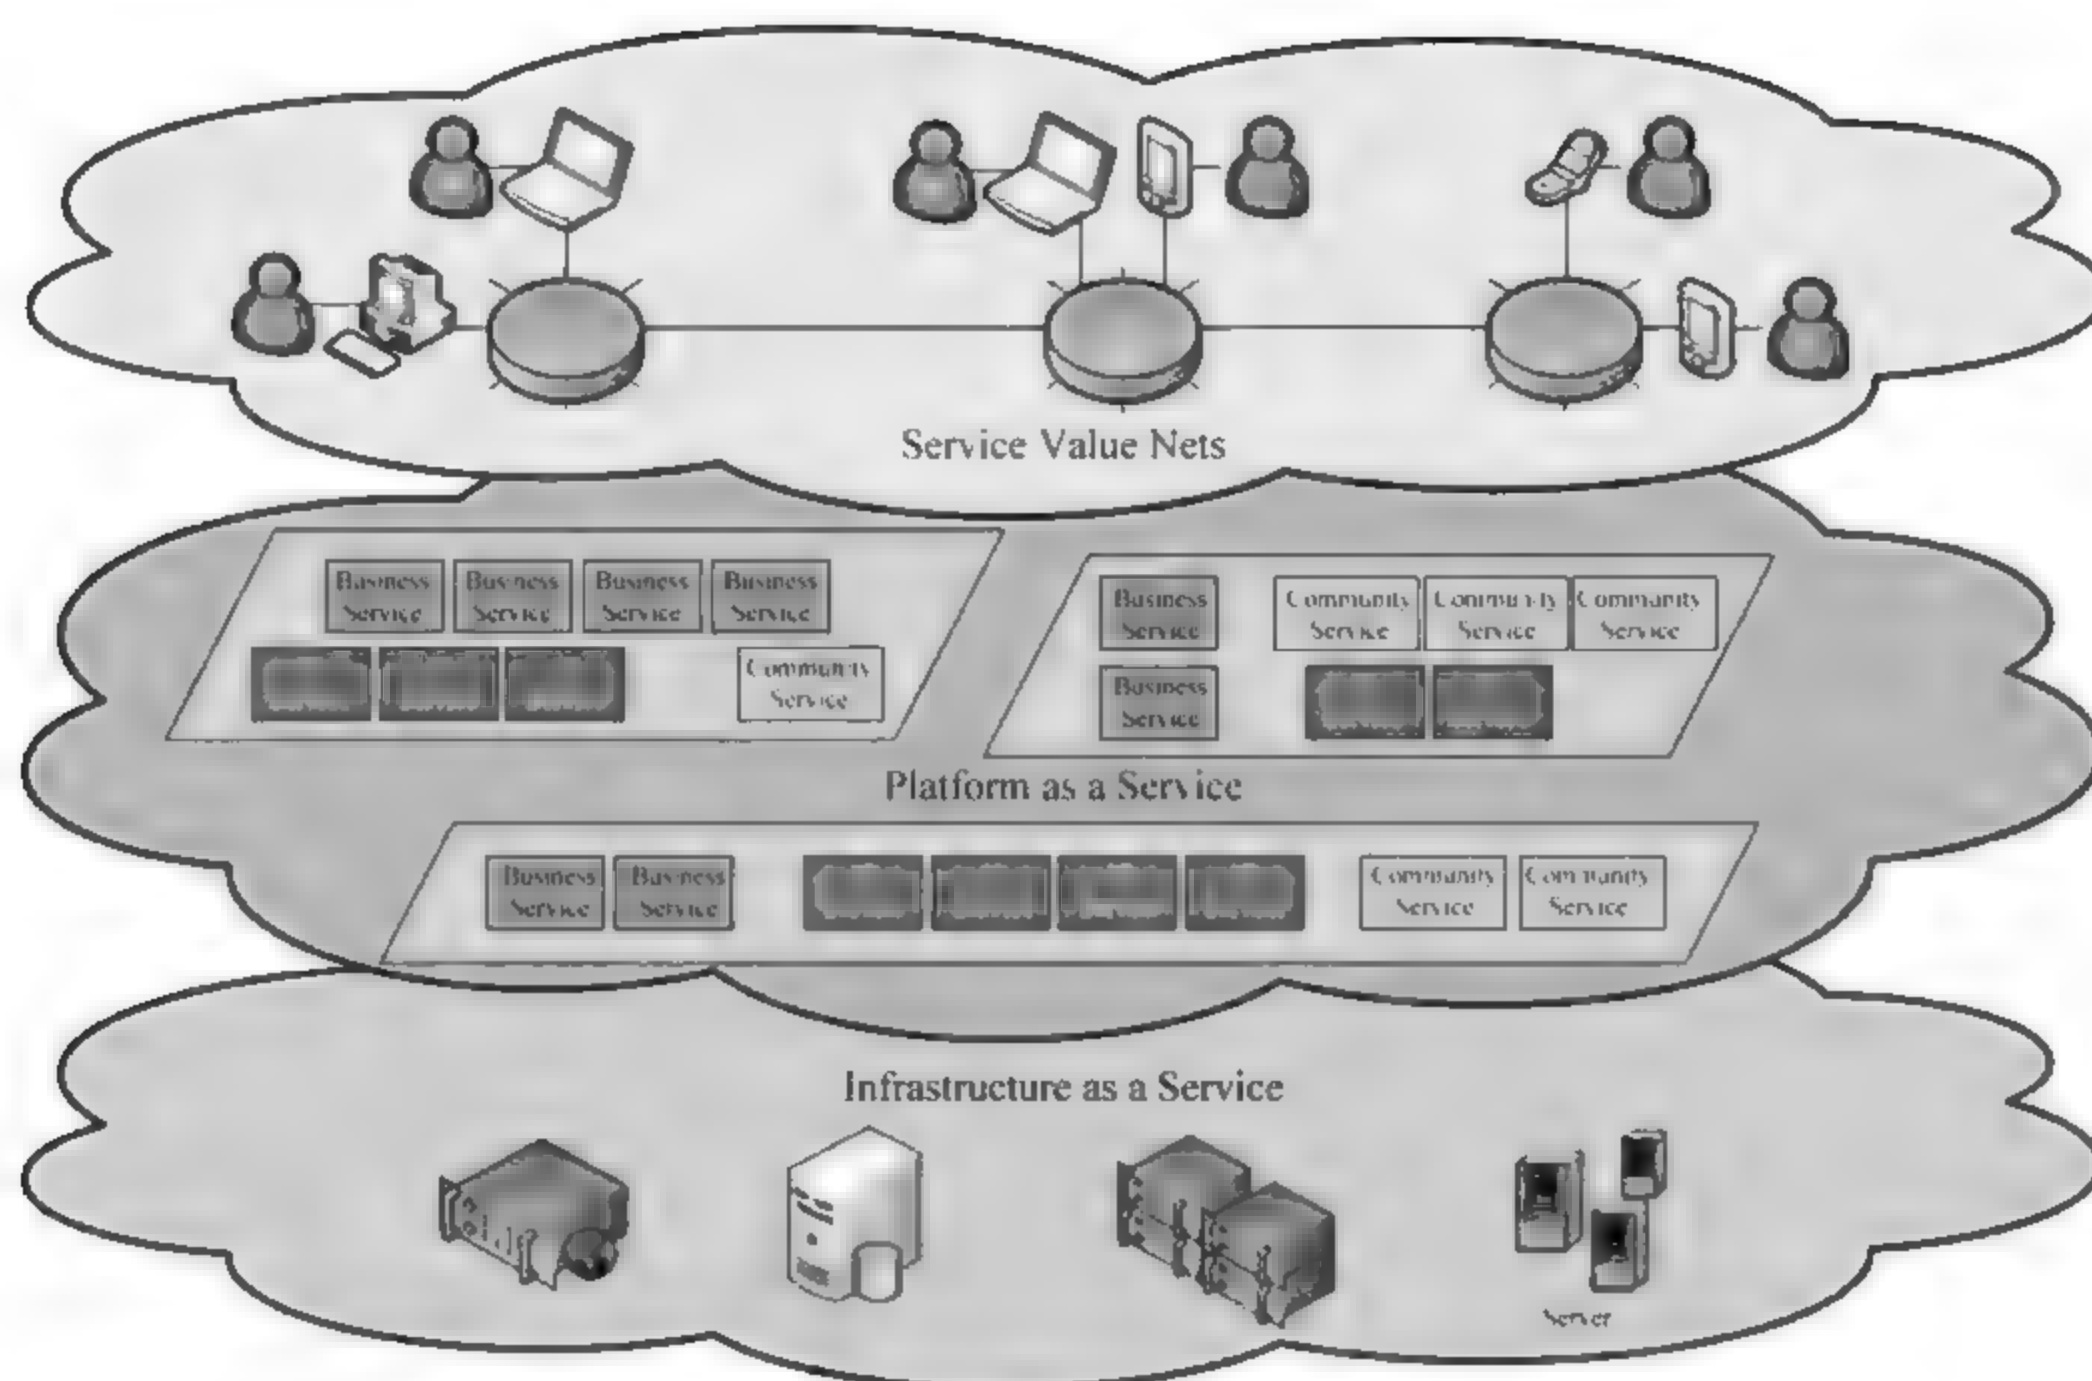 Service Value Nets
Business Business Business Business
Service Service Service Service
Community
Service
Business Community Community Community
Service Service Service Service
Business
Service
Platform as a Service
Business Business Community Community
Service Service Service Service
Infrastructure as a Service
Server